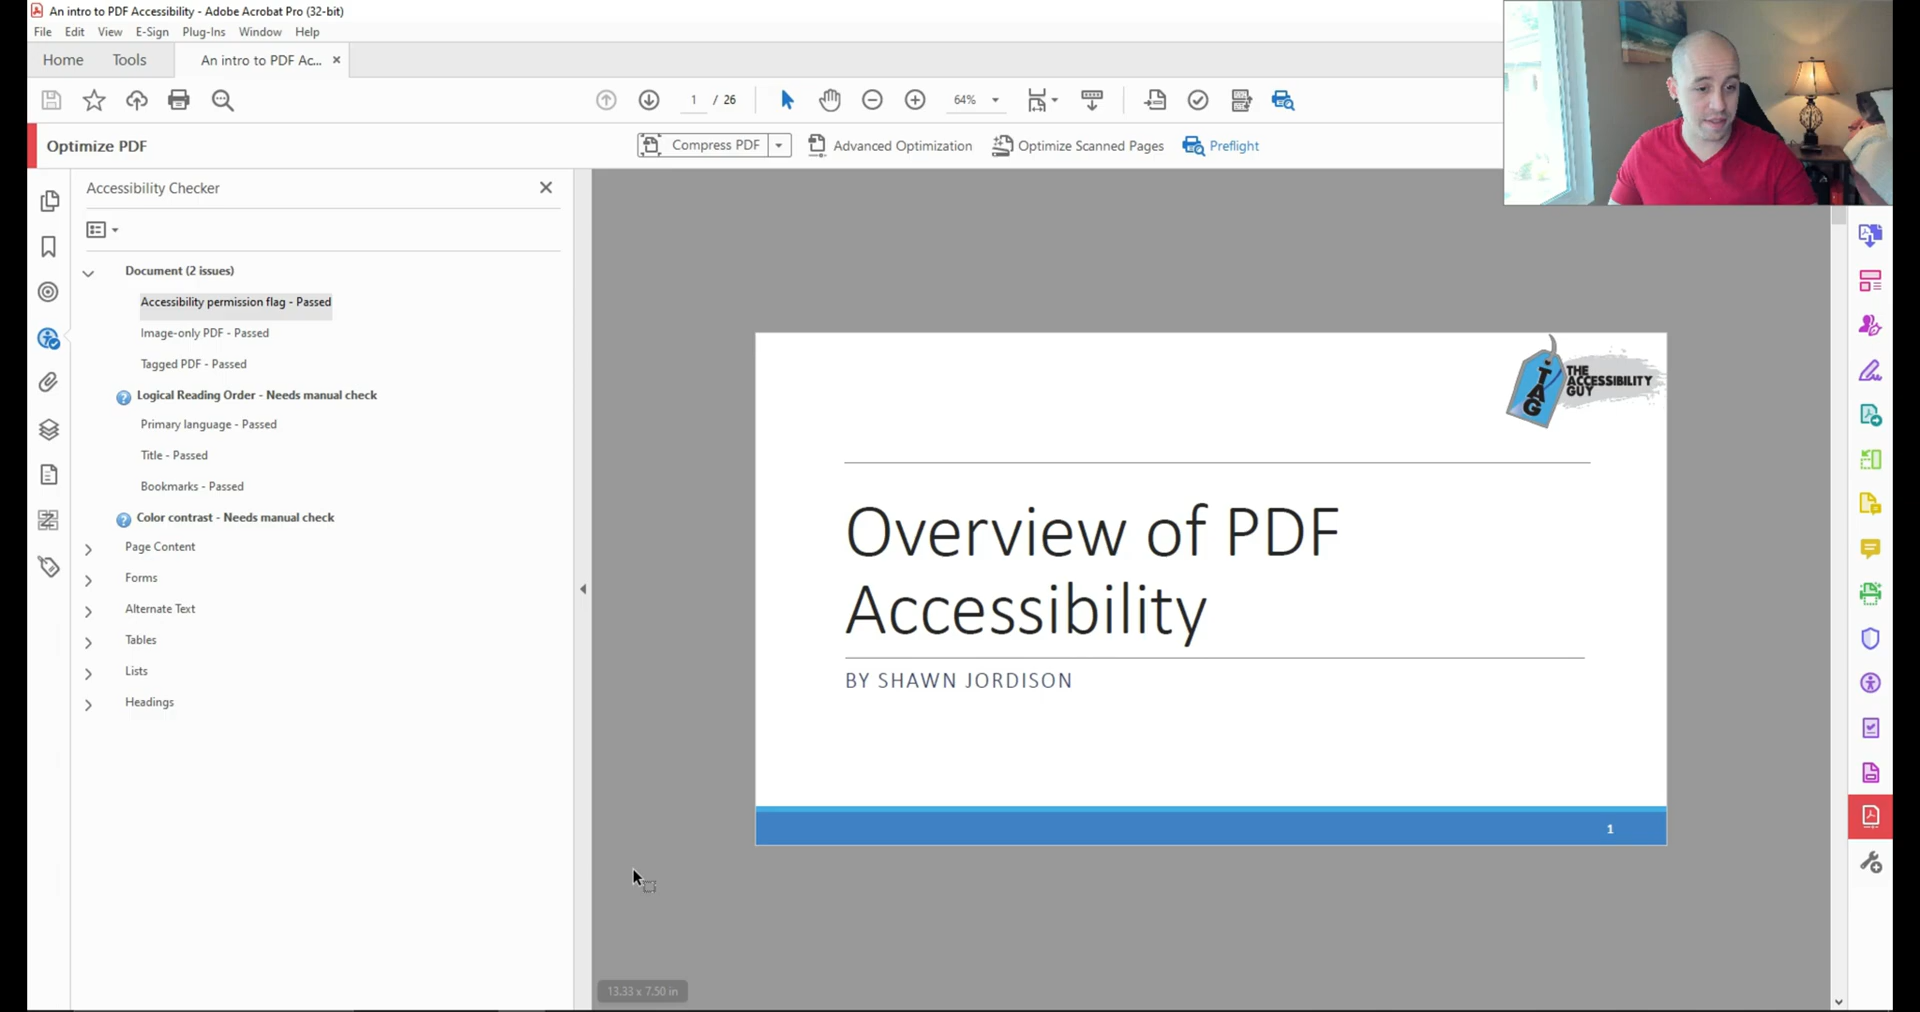 An intro to PDF Accessibility - Adobe Acrobat Pro (32-bit)
File Edit View E-Sign Plug-Ins Window Help
Home Tools An intro to PDF Ac... ×
1 / 26 64%
Optimize PDF Compress PDF Advanced Optimization Optimize Scanned Pages Preflight
Accessibility Checker
Document (2 issues)
Accessibility permission flag - Passed
Image-only PDF - Passed
Tagged PDF - Passed
Logical Reading Order - Needs manual check
Primary language - Passed
Title - Passed
Bookmarks - Passed
Color contrast - Needs manual check
Page Content
Forms
Alternate Text
Tables
Lists
Headings
TAG
THE
ACCESSIBILITY
GUY
Overview of PDF
Accessibility
BY SHAWN JORDISON
1
13.33 x 7.50 in